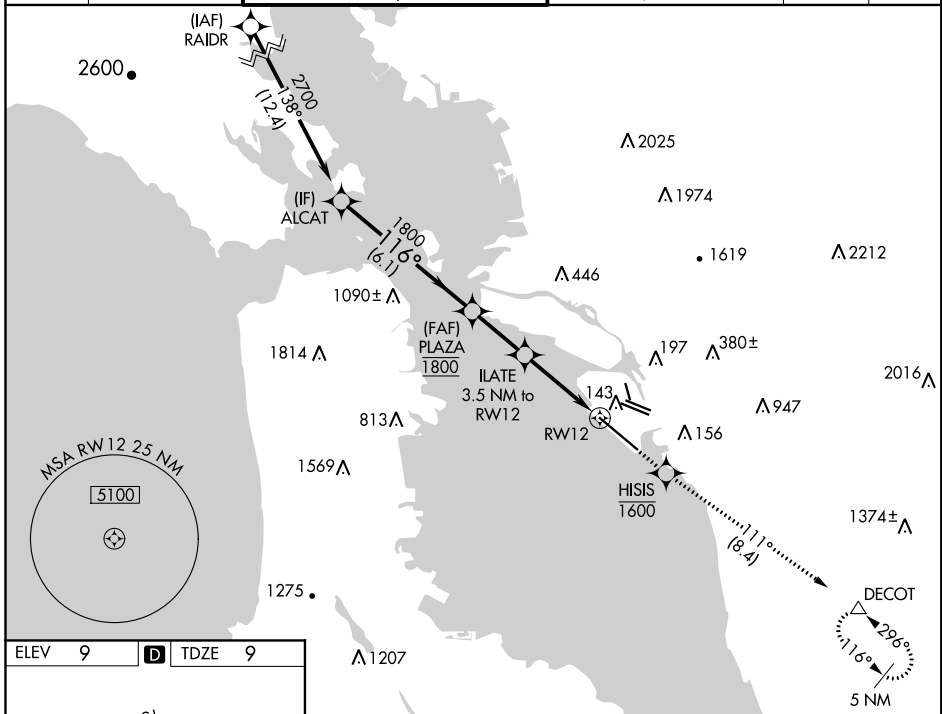 (IAF)
RAIDR
2600
2700
138°
(12.4)
2025
1974
(IF)
ALCAT
1800
116°
(6.1)
1619
2212
446
1090±
(FAF)
PLAZA
1800
1814
ILATE
3.5 NM to
RW12
197
380±
2016
143
947
813
RW12
156
MSA RW12 25 NM
5100
1569
HISIS
1600
1374±
111°
(8.4)
1275
DECOT
296°
116°
5 NM
ELEV 9 D TDZE 9
1207